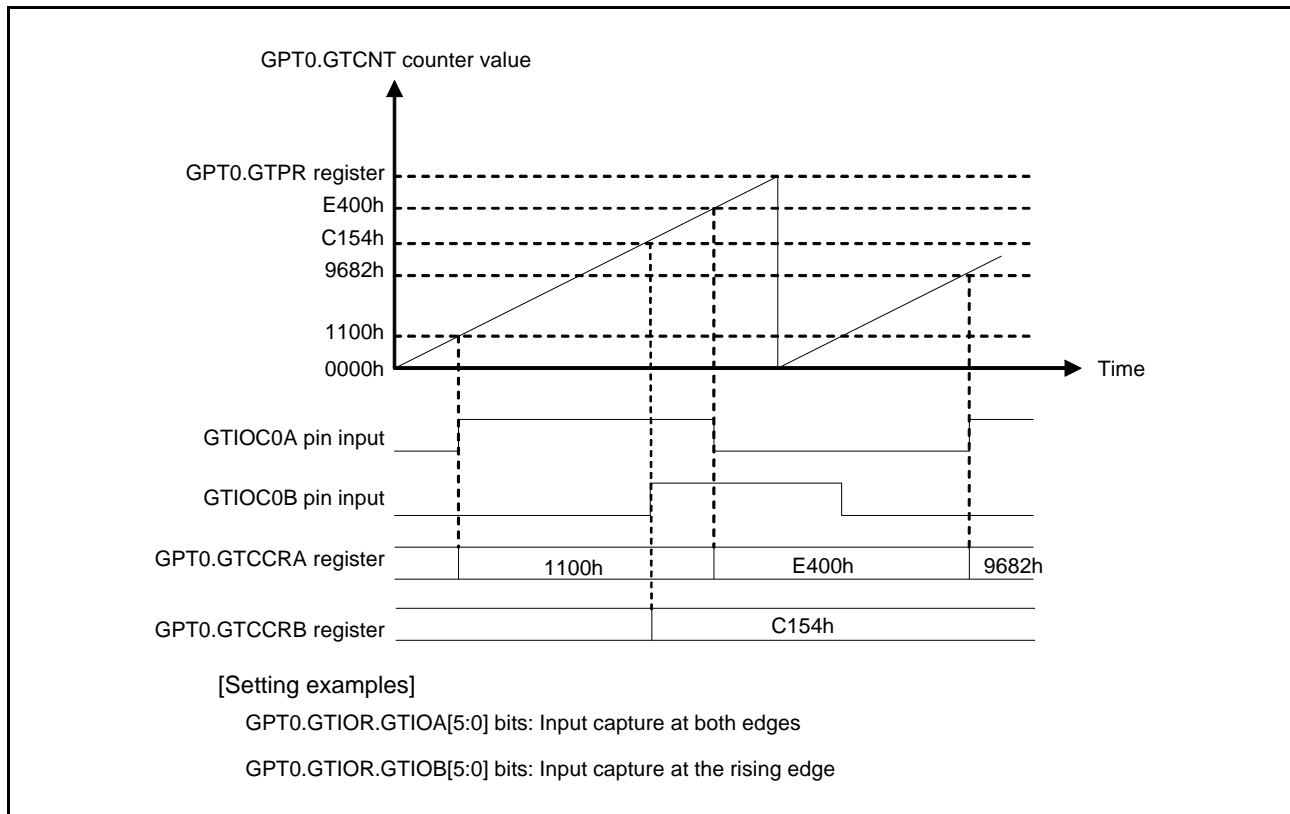 GPT0.GTCNT counter value
GPT0.GTPR register
E400h
C154h
9682h
1100h
0000h
Time
GTIOC0A pin input
GTIOC0B pin input
GPT0.GTCCRA register
1100h
E400h
9682h
GPT0.GTCCRB register
C154h
[Setting examples]
GPT0.GTIOR.GTIOA[5:0] bits: Input capture at both edges
GPT0.GTIOR.GTIOB[5:0] bits: Input capture at the rising edge